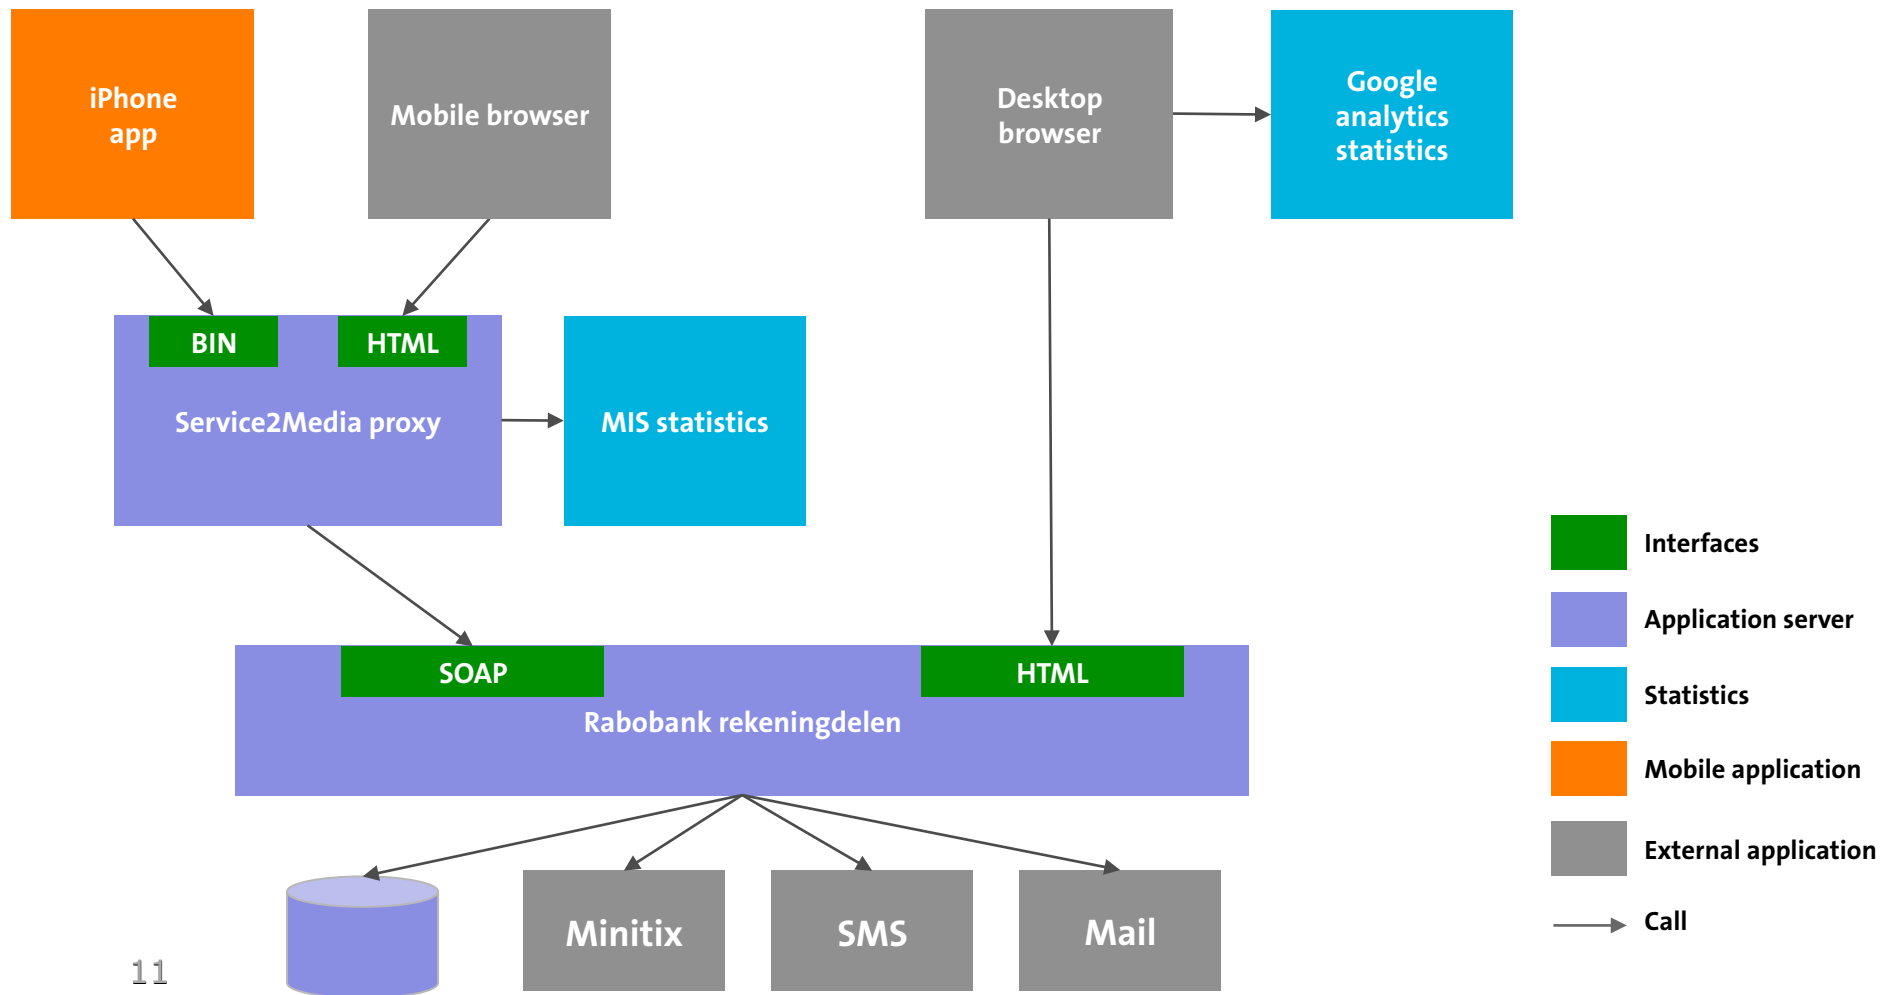 iPhone
app
Mobile browser
Desktop
browser
Google
analytics
statistics
BIN
HTML
Service2Media proxy
MIS statistics
SOAP
HTML
Rabobank rekeningdelen
Minitix
SMS
Mail
Interfaces
Application server
Statistics
Mobile application
External application
Call
11